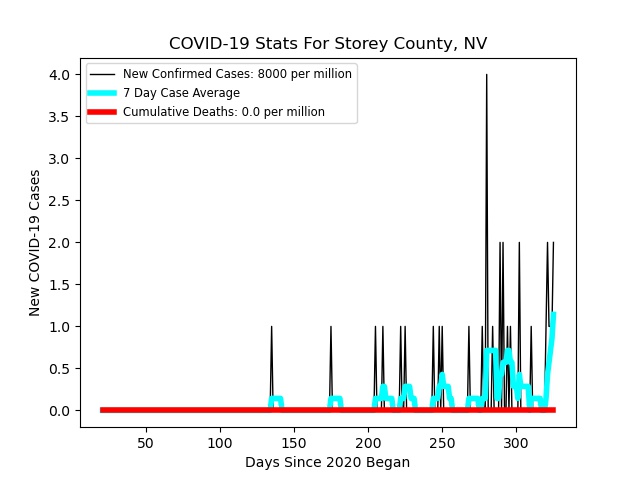 COVID-19 Stats For Storey County, NV
New Confirmed Cases: 8000 per million
7 Day Case Average
Cumulative Deaths: 0.0 per million
New COVID-19 Cases
4.0
3.5
3.0
2.5
2.0
1.5
1.0
0.5
0.0
50 100 150 200 250 300
Days Since 2020 Began